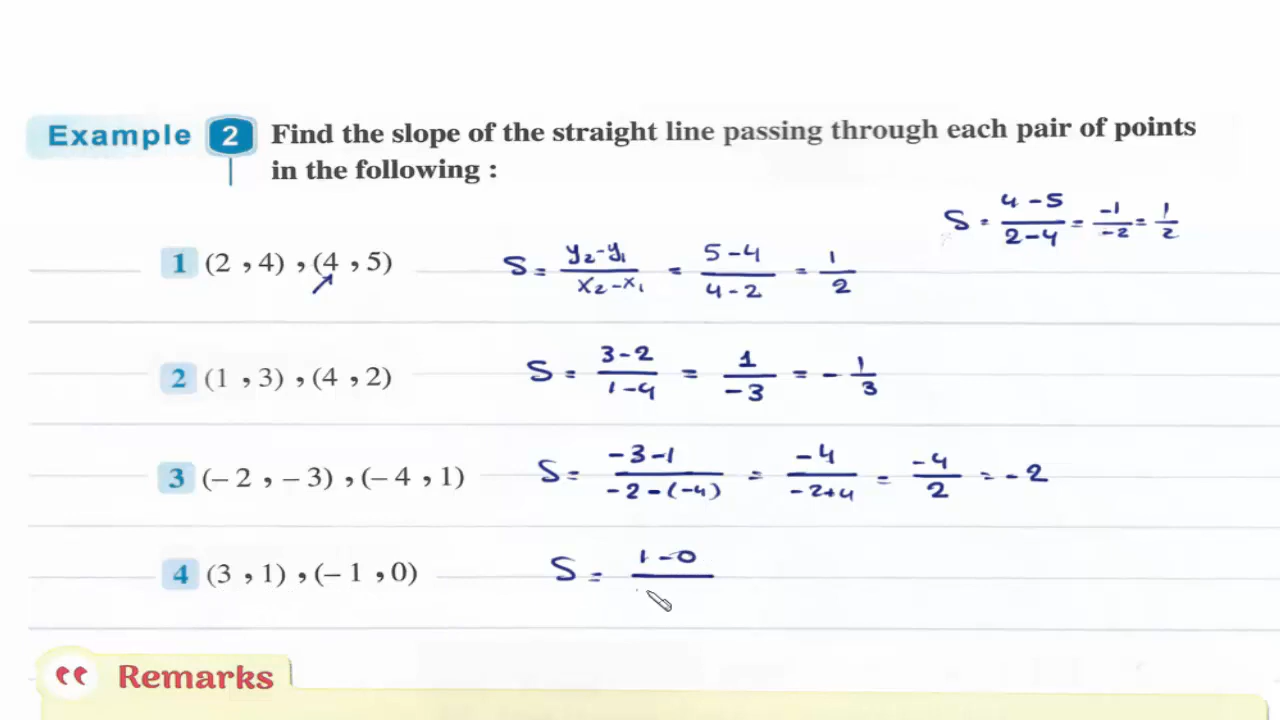 Example 2 Find the slope of the straight line passing through each pair of points
in the following :
S = 4 - 5 / 2 - 4 = -1 / -2 = 1 / 2
1 (2 , 4) , (4 , 5) S = y₂ - y₁ / x₂ - x₁ = 5 - 4 / 4 - 2 = 1 / 2
2 (1 , 3) , (4 , 2) S = 3 - 2 / 1 - 4 = 1 / -3 = - 1 / 3
3 (- 2 , - 3) , (- 4 , 1) S = -3 - 1 / -2 - (-4) = -4 / -2+4 = -4 / 2 = -2
4 (3 , 1) , (- 1 , 0) S = 1 - 0
Remarks